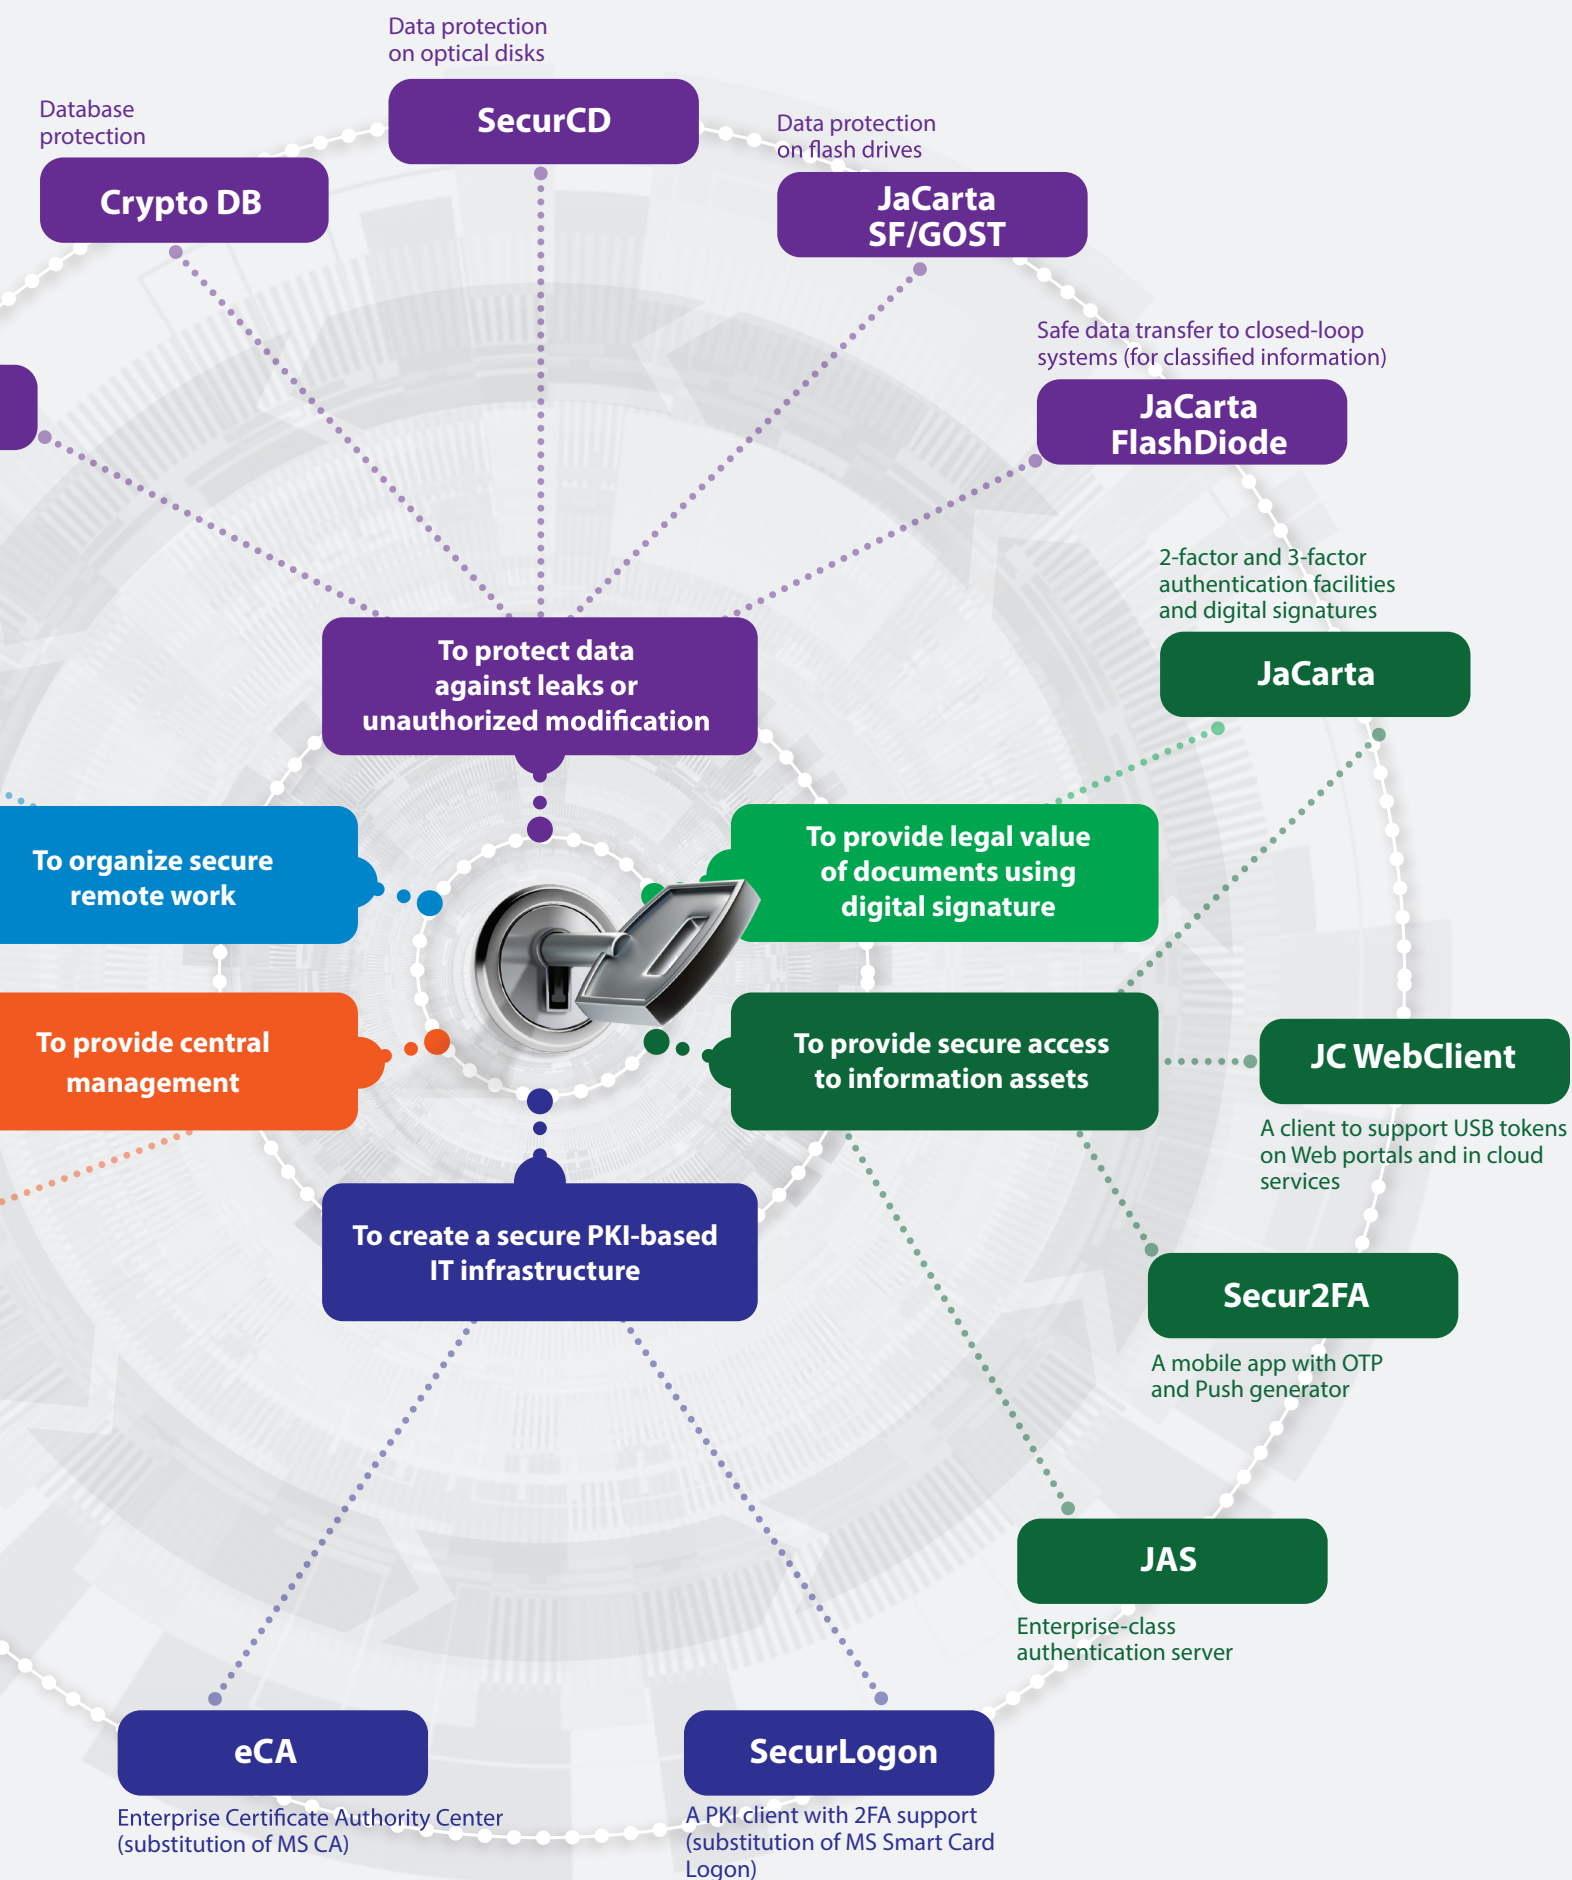 Data protection
on optical disks
SecurCD
Database
protection
Crypto DB
Data protection
on flash drives
JaCarta
SF/GOST
Safe data transfer to closed-loop
systems (for classified information)
JaCarta
FlashDiode
2-factor and 3-factor
authentication facilities
and digital signatures
JaCarta
To protect data
against leaks or
unauthorized modification
To organize secure
remote work
To provide legal value
of documents using
digital signature
To provide central
management
To provide secure access
to information assets
JC WebClient
A client to support USB tokens
on Web portals and in cloud
services
To create a secure PKI-based
IT infrastructure
Secur2FA
A mobile app with OTP
and Push generator
JAS
Enterprise-class
authentication server
eCA
Enterprise Certificate Authority Center
(substitution of MS CA)
SecurLogon
A PKI client with 2FA support
(substitution of MS Smart Card
Logon)